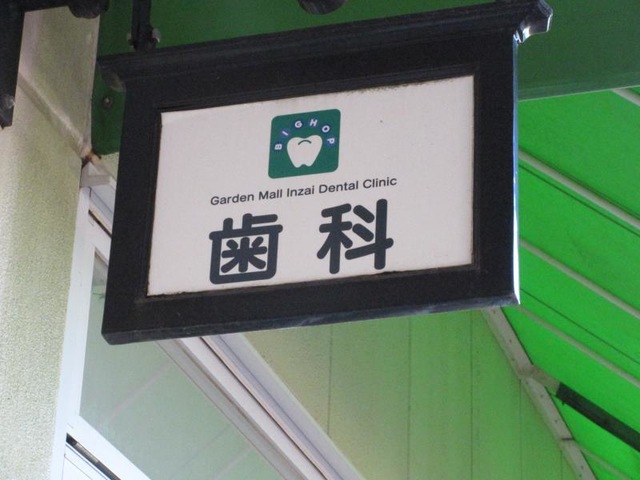 BIGHOP
Garden Mall Inzai Dental Clinic
歯科